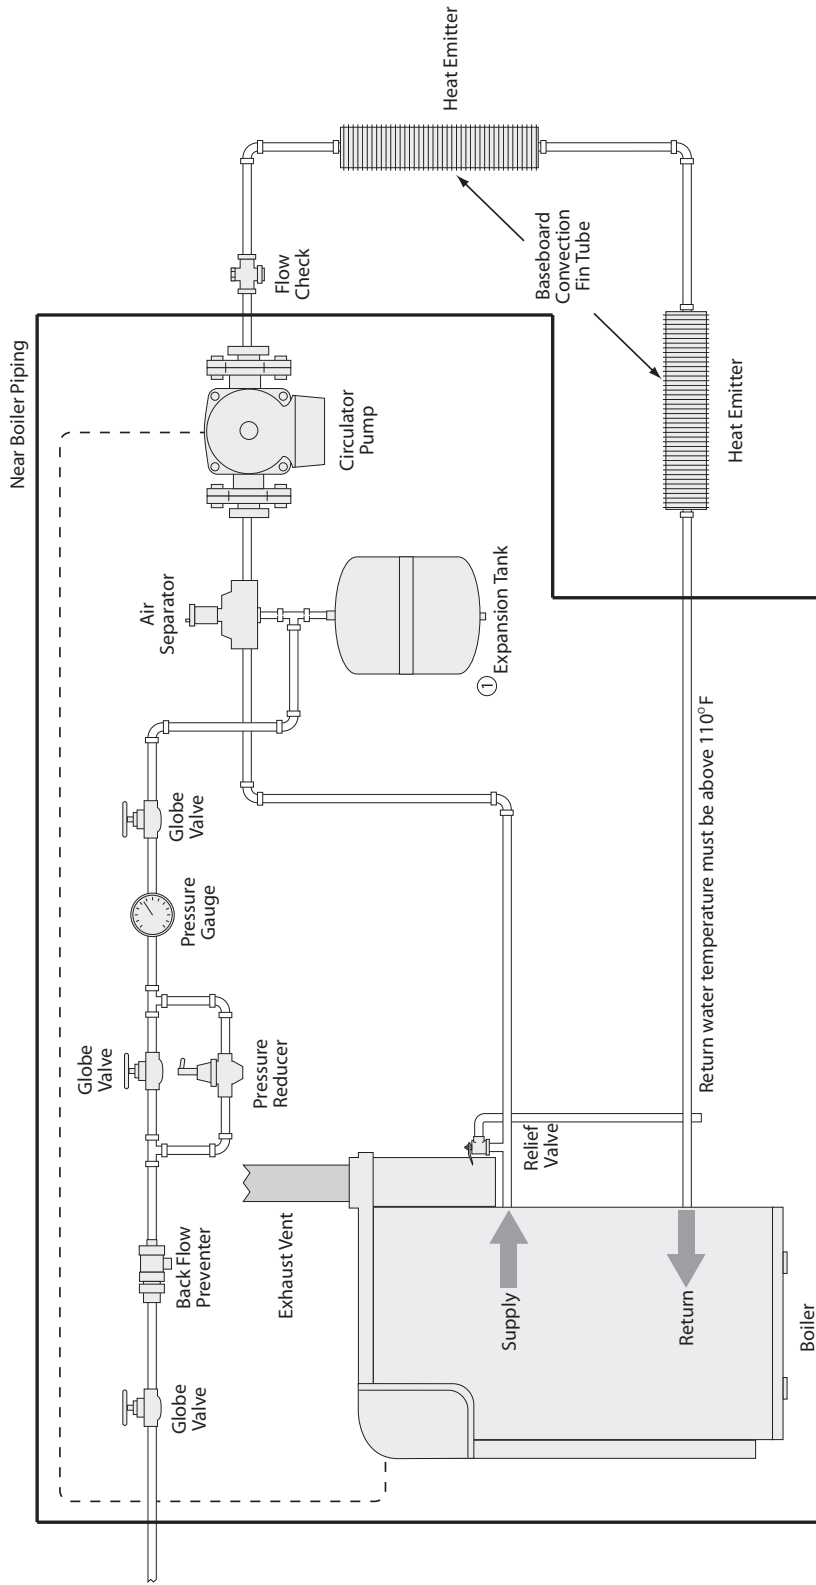 Near Boiler Piping
Globe
Valve
Back Flow
Preventer
Globe
Valve
Pressure
Reducer
Pressure
Gauge
Globe
Valve
Air
Separator
① Expansion Tank
Circulator
Pump
Flow
Check
Heat Emitter
Baseboard
Convection
Fin Tube
Heat Emitter
Exhaust Vent
Relief
Valve
Supply
Return
Return water temperature must be above 110°F
Boiler